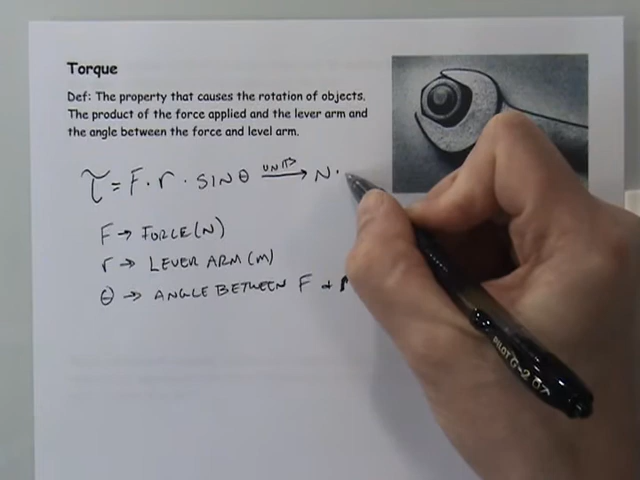 Torque
Def: The property that causes the rotation of objects.
The product of the force applied and the lever arm and
the angle between the force and level arm.
τ = F · r · SIN θ UNITS → N ·
F → FORCE (N)
r → LEVER ARM (M)
θ → ANGLE BETWEEN F + r
PILOT G-2 07